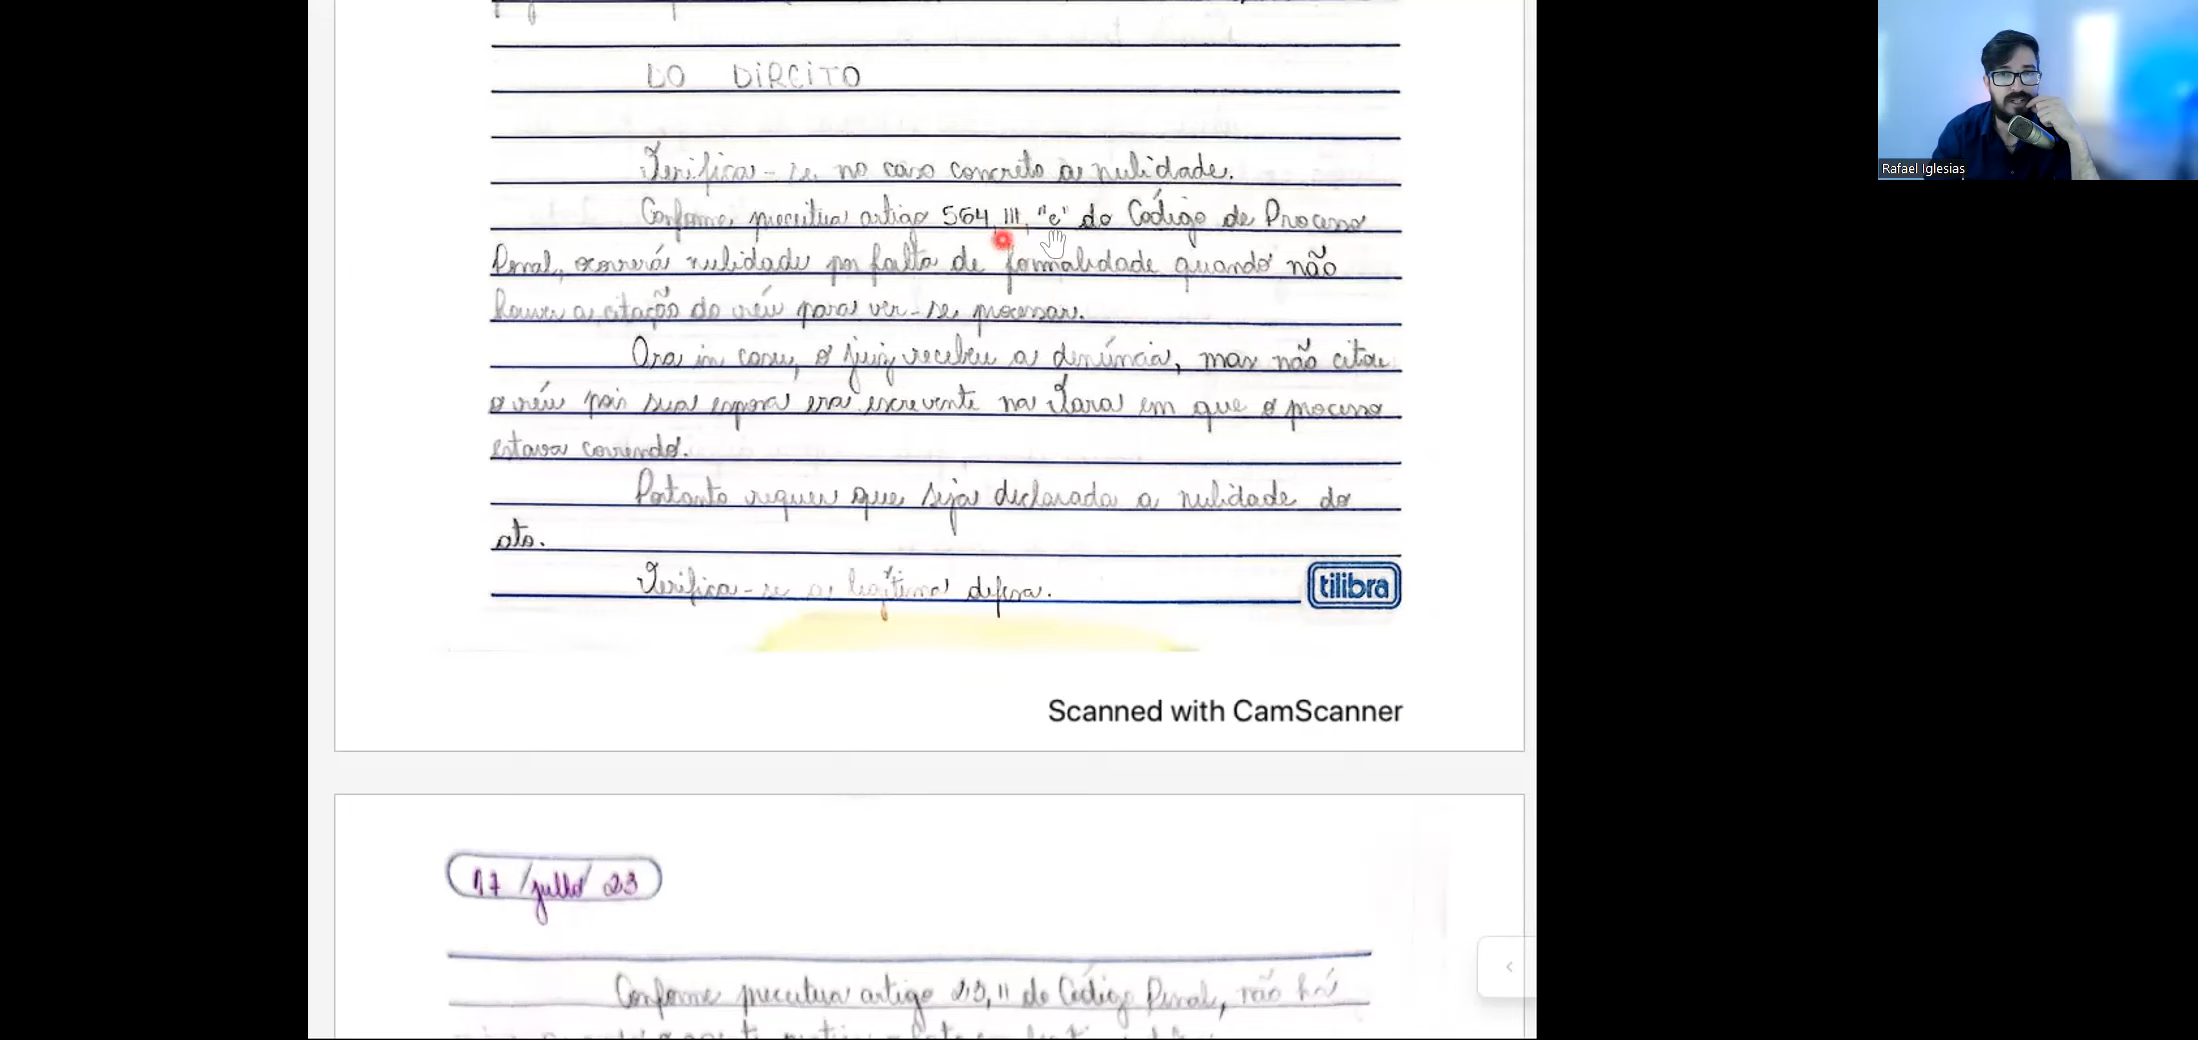 DO DIREITO
Verifica-se no caso concreto a nulidade.
Conforme preceitua artigo 564, III, "e" do Código de Processo
Penal, ocorrerá nulidade por falta de formalidade quando não
houver a citação do réu para ver-se processar.
Ora in casu, o juiz recebeu a denúncia, mas não citou
o réu pois sua esposa era escrevente na Vara em que o processo
estava correndo.
Portanto requer que seja declarada a nulidade do
ato.
Verifica-se a legítima defesa.
tilibra
Scanned with CamScanner
17/julho/23
Conforme preceitua artigo 23, II do Código Penal, não há
Rafael Iglesias